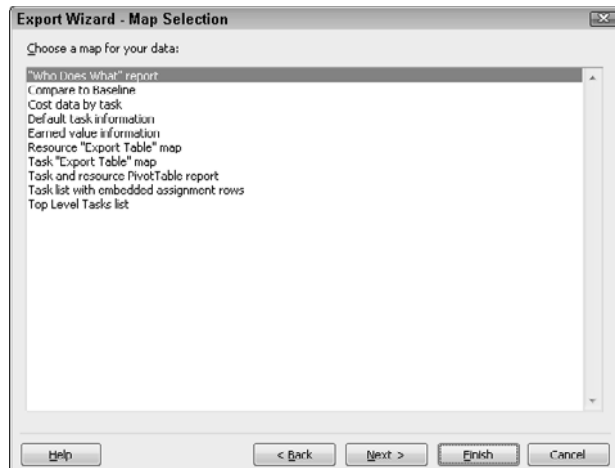 Export Wizard - Map Selection
Choose a map for your data:
"Who Does What" report
Compare to Baseline
Cost data by task
Default task information
Earned value information
Resource "Export Table" map
Task "Export Table" map
Task and resource PivotTable report
Task list with embedded assignment rows
Top Level Tasks list
Help
< Back
Next >
Finish
Cancel